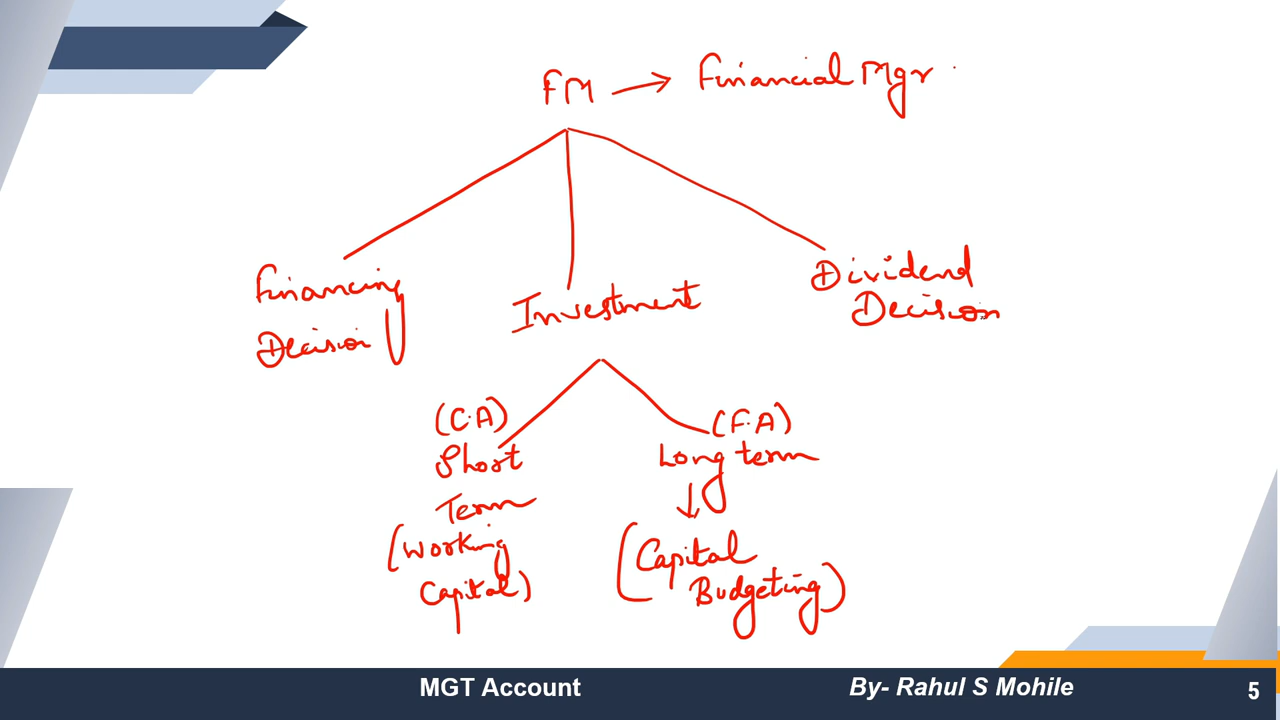 FM → Financial Mgr
Financing
Decision
Investment
Dividend
Decision
(C.A)
Short
Term
(Working
Capital)
(F.A)
Long term
↓
(Capital
Budgeting)
MGT Account
By- Rahul S Mohile
5